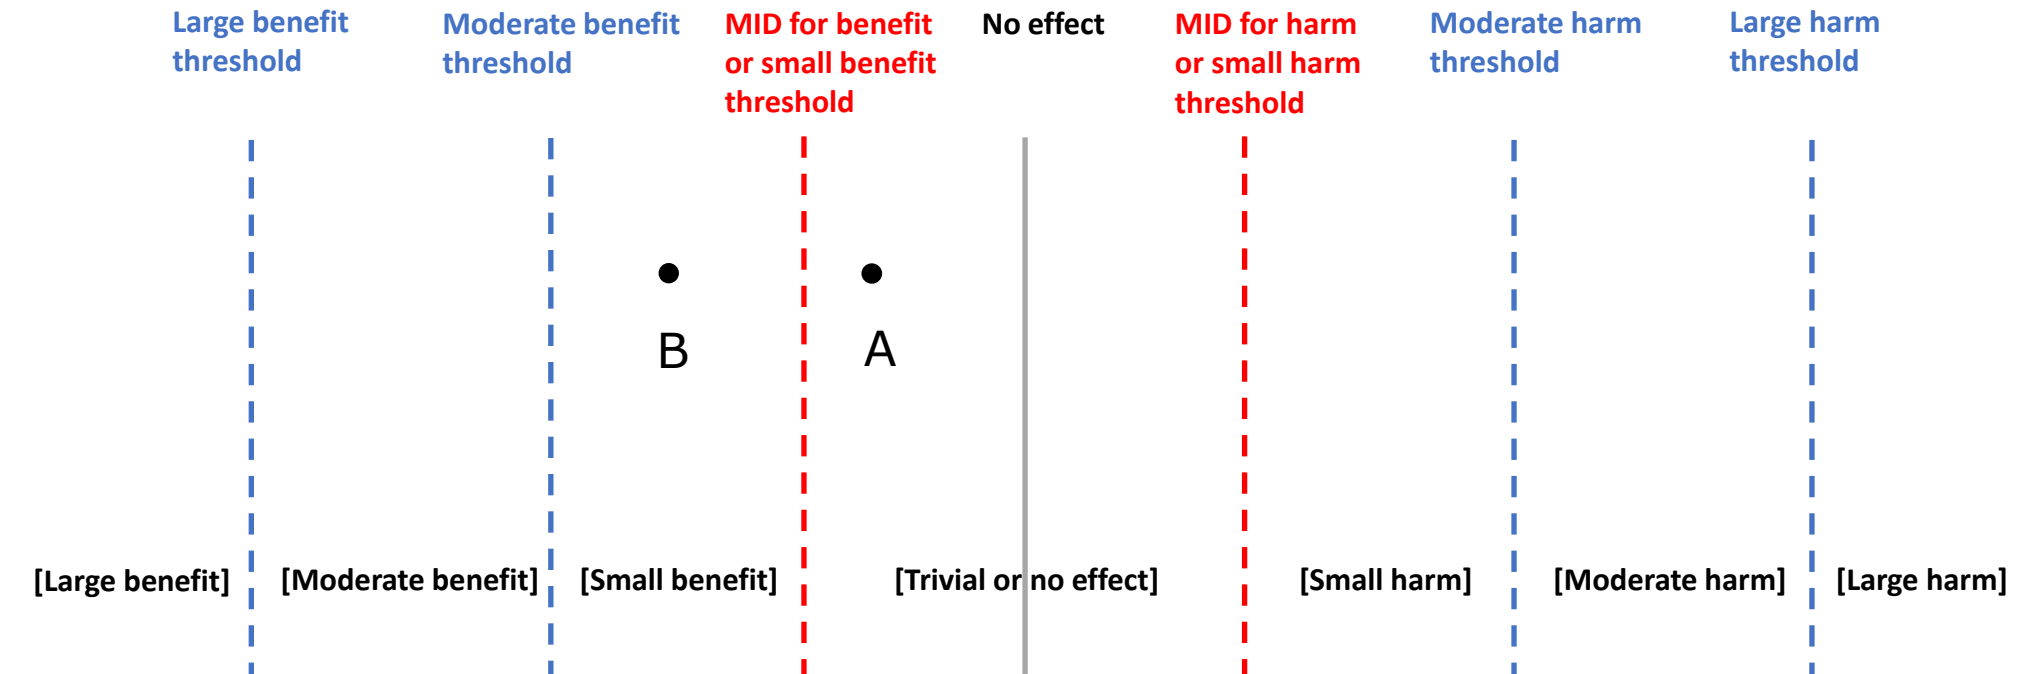 Large benefit
threshold
Moderate benefit
threshold
MID for benefit
or small benefit
threshold
No effect
MID for harm
or small harm
threshold
Moderate harm
threshold
Large harm
threshold
B
A
[Large benefit]
[Moderate benefit]
[Small benefit]
[Trivial or no effect]
[Small harm]
[Moderate harm]
[Large harm]